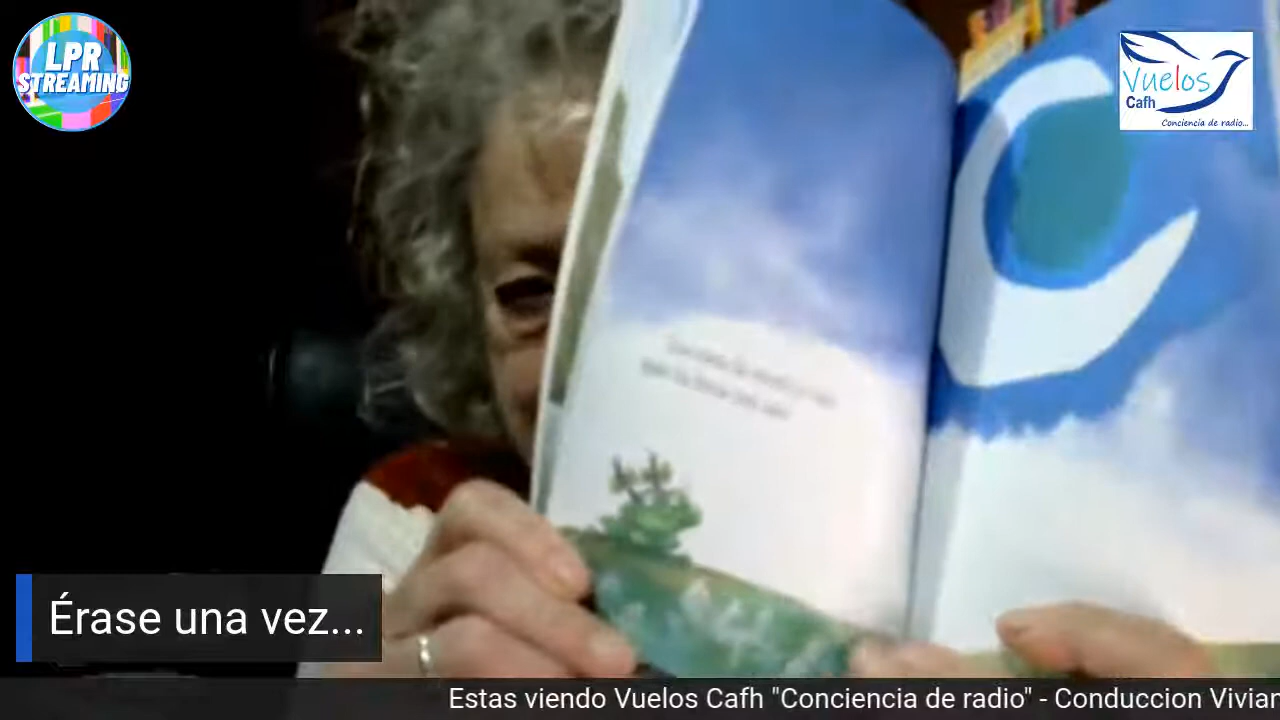 LPR
STREAMING
Vuelos
Cafh
Conciencia de radio...
Érase una vez...
Estas viendo Vuelos Cafh "Conciencia de radio" - Conduccion Vivian